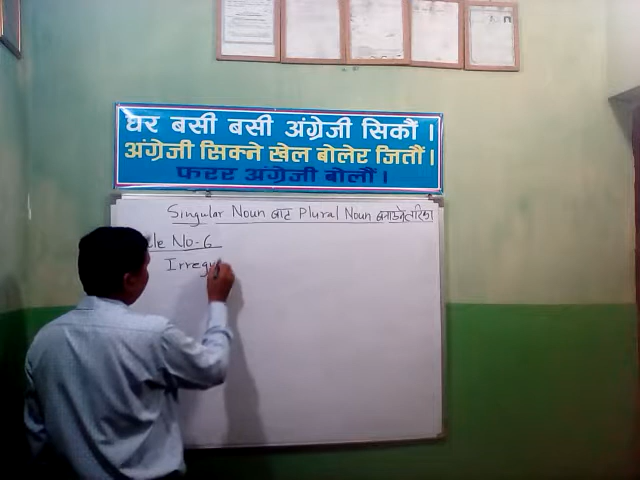 घर बसी बसी अंग्रेजी सिकौं ।
अंग्रेजी सिक्ने खेल बोलेर जितौं ।
फरर अंग्रेजी बोलौं ।
Singular Noun बाट Plural Noun बनाउने तरिका
le No-6
Irregu